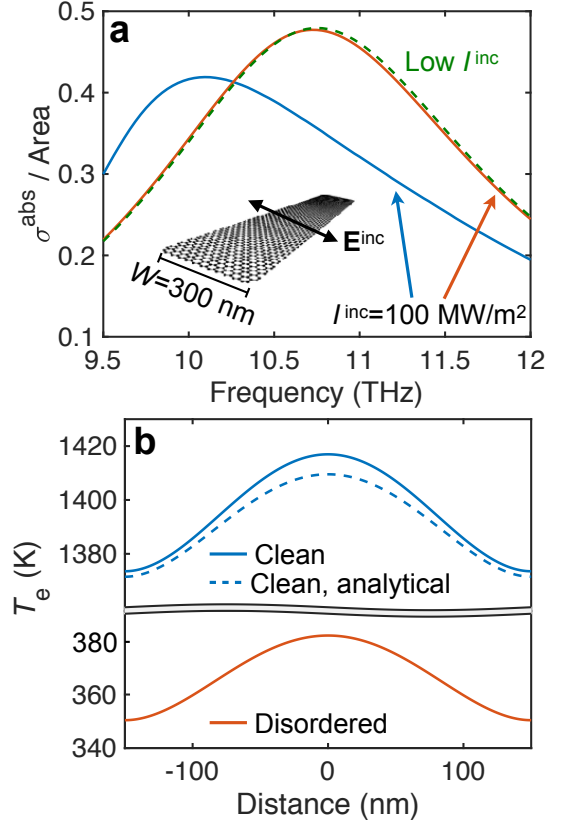 a
σ^abs / Area
0.5
0.4
0.3
0.2
0.1
Low I^inc
E^inc
W=300 nm
I^inc=100 MW/m²
9.5 10 10.5 11 11.5 12
Frequency (THz)
b
T_e (K)
1420
1400
1380
380
360
340
Clean
Clean, analytical
Disordered
-100 0 100
Distance (nm)